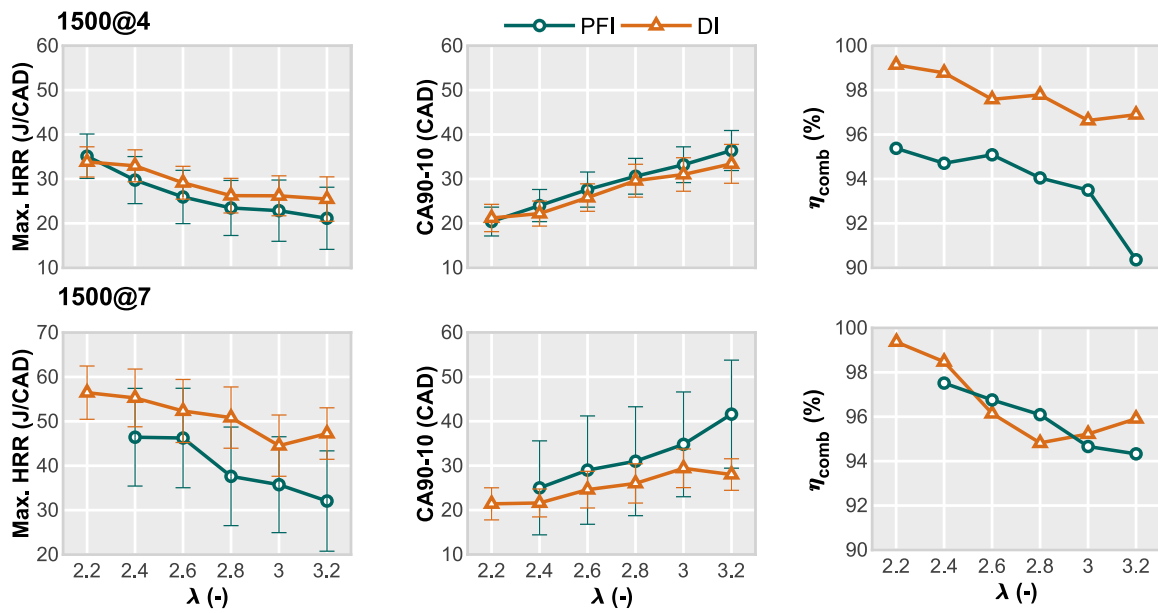 1500@4
PFI DI
Max. HRR (J/CAD)
60
50
40
30
20
10
CA90-10 (CAD)
60
50
40
30
20
10
ηcomb (%)
100
98
96
94
92
90
1500@7
Max. HRR (J/CAD)
70
60
50
40
30
20
2.2 2.4 2.6 2.8 3 3.2
λ (-)
CA90-10 (CAD)
60
50
40
30
20
10
2.2 2.4 2.6 2.8 3 3.2
λ (-)
ηcomb (%)
100
98
96
94
92
90
2.2 2.4 2.6 2.8 3 3.2
λ (-)